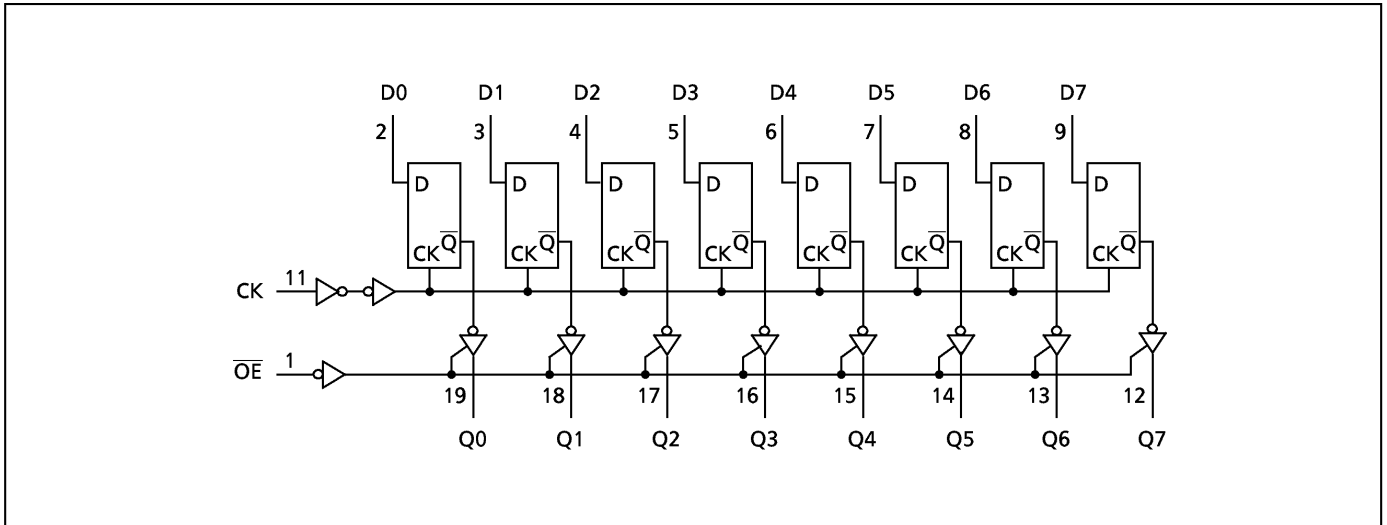 D0 D1 D2 D3 D4 D5 D6 D7
2 3 4 5 6 7 8 9
D D D D D D D D
CK Q̅ CK Q̅ CK Q̅ CK Q̅ CK Q̅ CK Q̅ CK Q̅ CK Q̅
CK 11
O̅E̅ 1
19 18 17 16 15 14 13 12
Q0 Q1 Q2 Q3 Q4 Q5 Q6 Q7